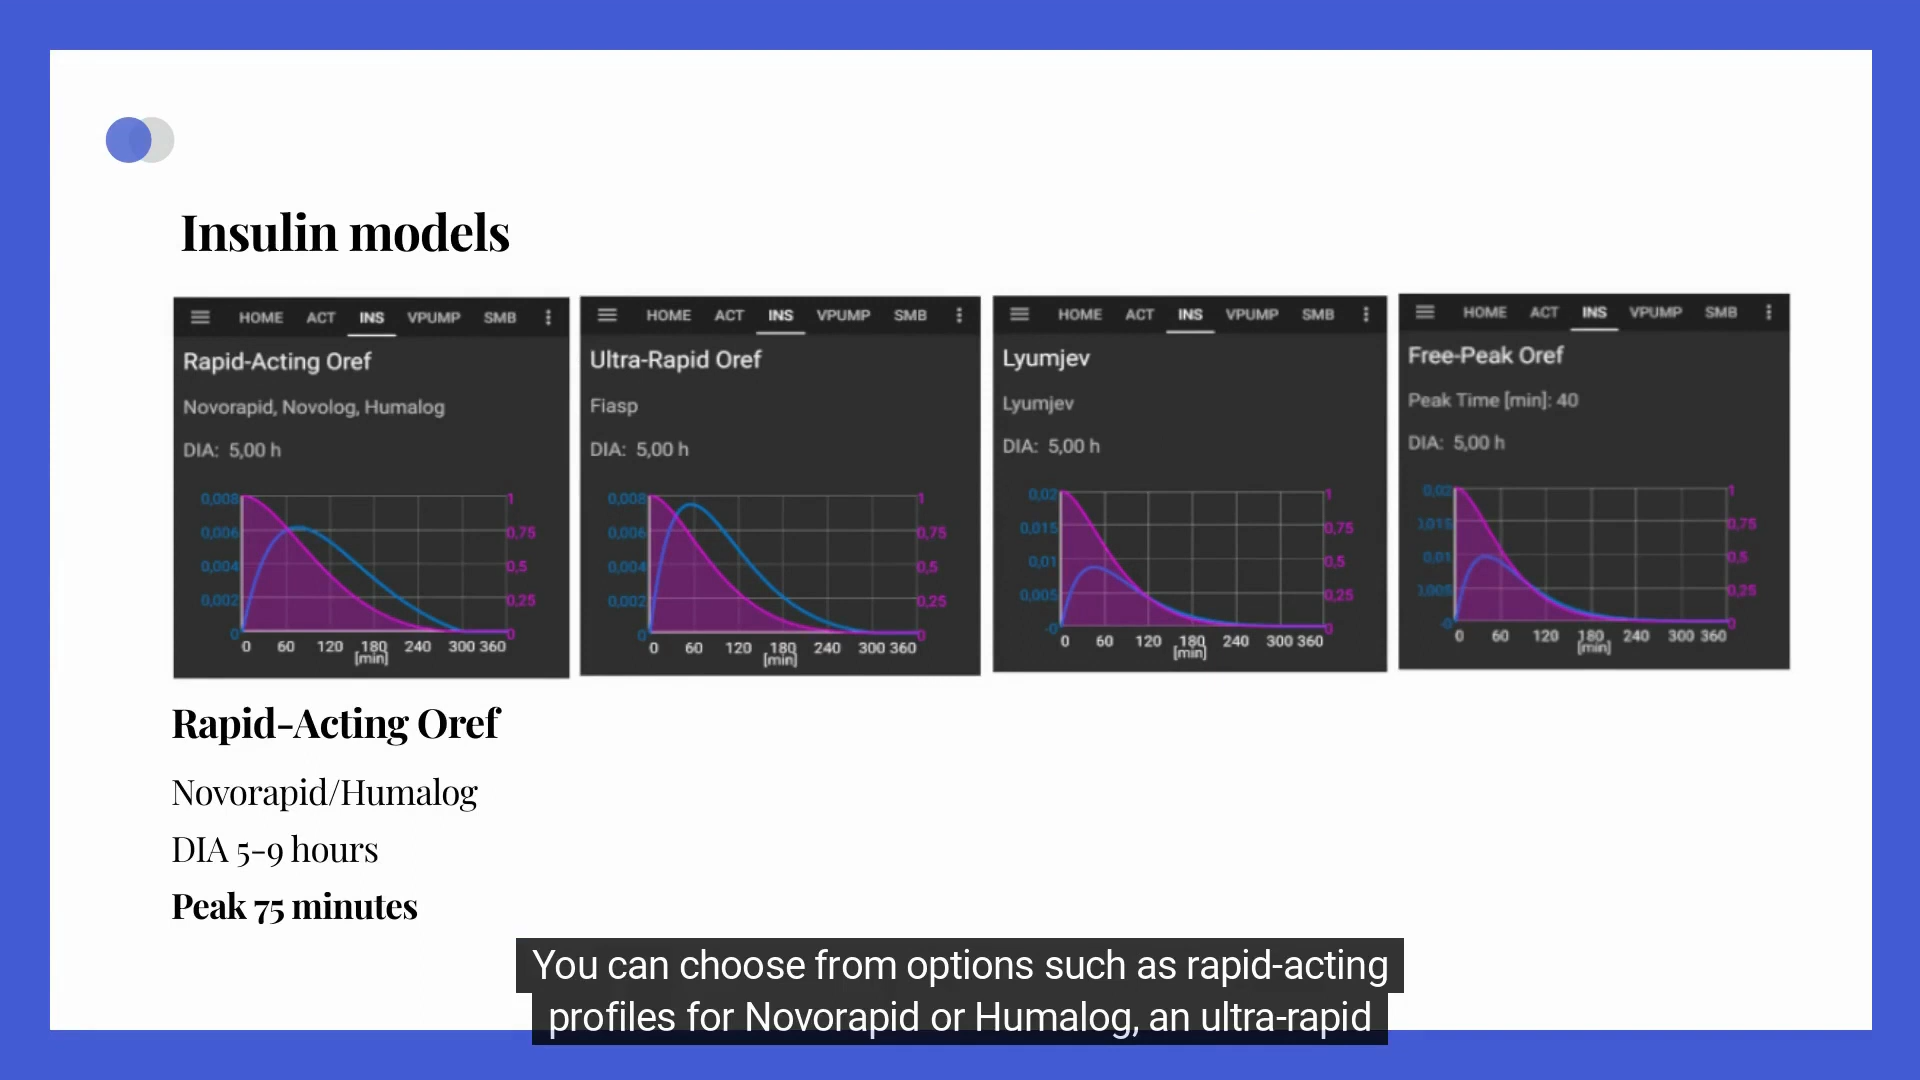 Insulin models
HOME ACT INS VPUMP SMB
Rapid-Acting Oref
Novorapid, Novolog, Humalog
DIA: 5,00 h
0,008
0,006
0,004
0,002
0
1
0,75
0,5
0,25
0
0 60 120 180 240 300 360
[min]
HOME ACT INS VPUMP SMB
Ultra-Rapid Oref
Fiasp
DIA: 5,00 h
0,008
0,006
0,004
0,002
0
1
0,75
0,5
0,25
0
0 60 120 180 240 300 360
[min]
HOME ACT INS VPUMP SMB
Lyumjev
Lyumjev
DIA: 5,00 h
0,02
0,015
0,01
0,005
-0
1
0,75
0,5
0,25
0
0 60 120 180 240 300 360
[min]
HOME ACT INS VPUMP SMB
Free-Peak Oref
Peak Time [min]: 40
DIA: 5,00 h
0,02
0,015
0,01
0,005
-0
1
0,75
0,5
0,25
0
0 60 120 180 240 300 360
[min]
Rapid-Acting Oref
Novorapid/Humalog
DIA 5-9 hours
Peak 75 minutes
You can choose from options such as rapid-acting
profiles for Novorapid or Humalog, an ultra-rapid